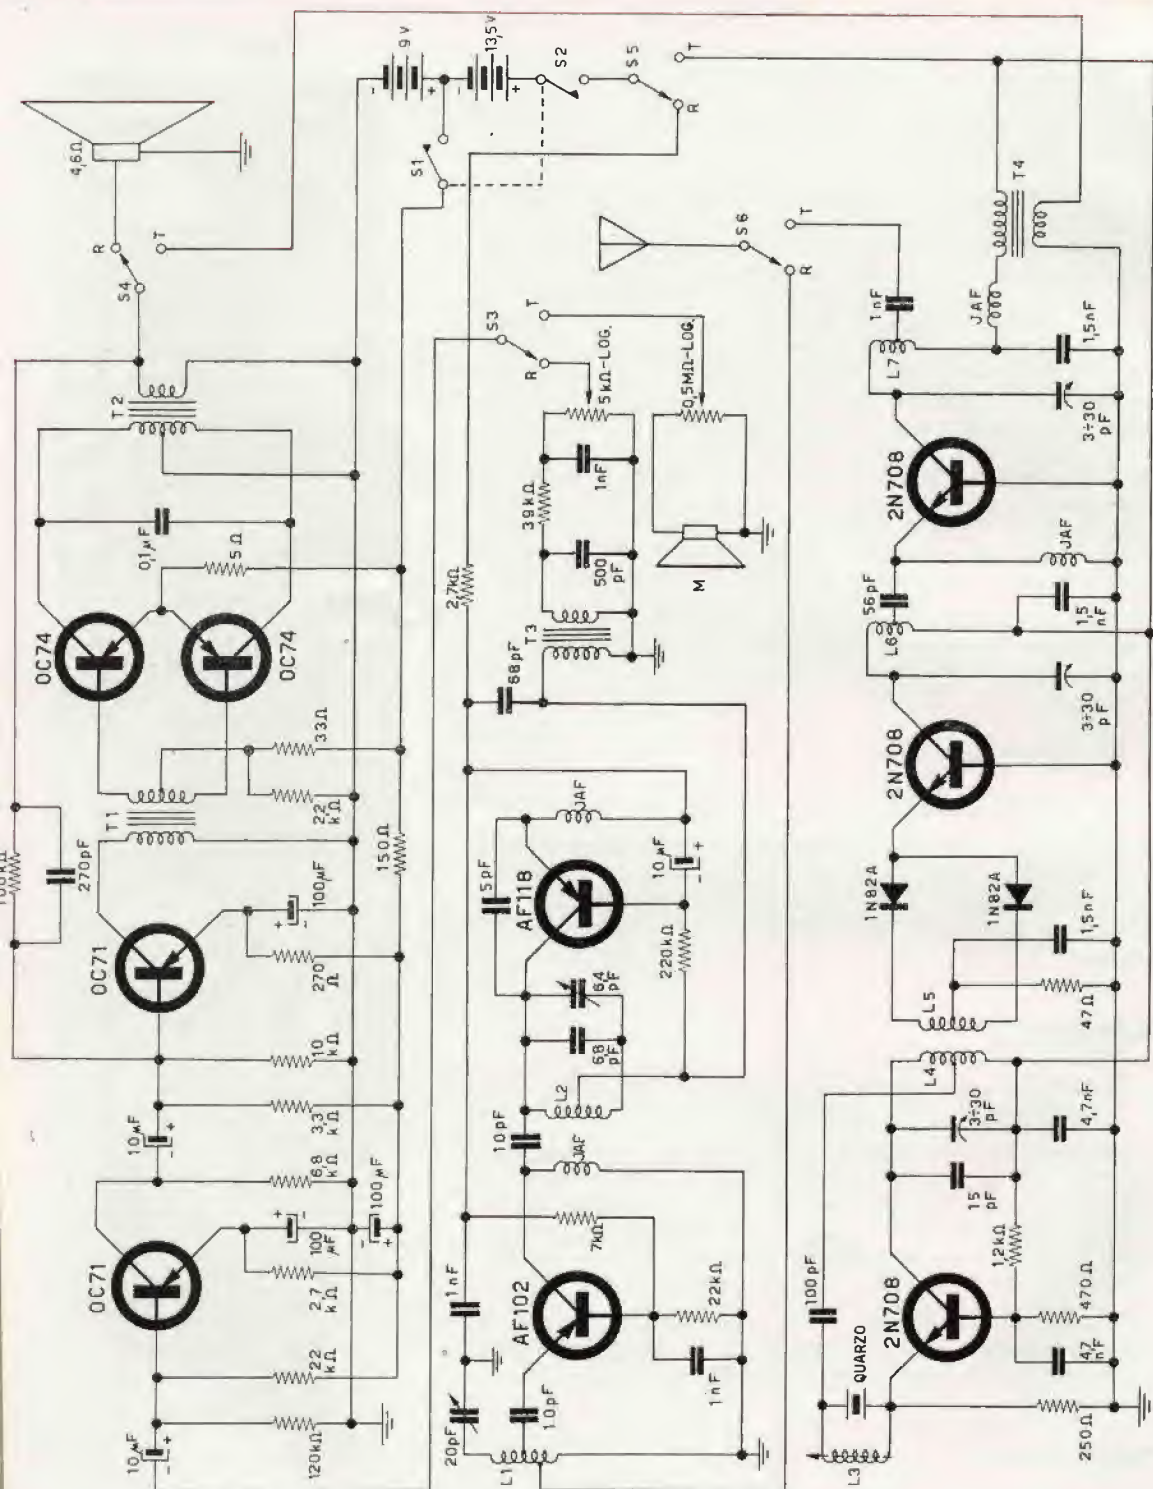 4,6Ω
R
T
S4
9V
-
+
13,5V
-
+
S2
S5
T
R
S1
T2
0,1µF
5Ω
OC74
OC74
T1
33Ω
150Ω
270pF
100µF
+
-
OC71
270
Ω
10
kΩ
3,3
kΩ
10µF
-
+
6,8
kΩ
100µF
-
+
+
-
100
µF
OC71
2,7
kΩ
22
kΩ
10µF
-
+
120kΩ
S6
T
R
S3
T
R
5kΩ-LOG.
0,5MΩ-LOG.
1nF
39kΩ
500
pF
M
T3
2,7kΩ
68pF
JAF
10µF
-
+
5pF
AF118
220kΩ
6,4
pF
6,8
pF
L2
10pF
JAF
7kΩ
1nF
AF102
22kΩ
1nF
20pF
10pF
L1
T4
JAF
1nF
L7
1,5nF
3÷30
pF
2N708
JAF
56pF
L6
1,5
nF
3÷30
pF
2N708
1N82A
1N82A
1,5nF
L5
47Ω
L4
3÷30
pF
4,7nF
15
pF
1,2kΩ
100pF
2N708
470Ω
4,7
nF
QUARZO
250Ω
L3